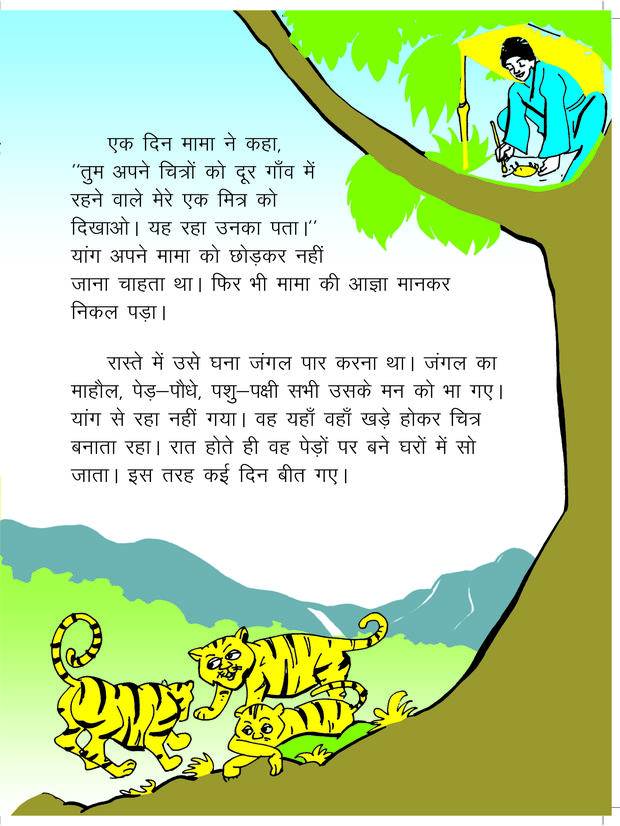 एक दिन मामा ने कहा,
"तुम अपने चित्रों को दूर गाँव में
रहने वाले मेरे एक मित्र को
दिखाओ। यह रहा उनका पता।"
यांग अपने मामा को छोड़कर नहीं
जाना चाहता था। फिर भी मामा की आज्ञा मानकर
निकल पड़ा।
रास्ते में उसे घना जंगल पार करना था। जंगल का
माहौल, पेड़–पौधे, पशु–पक्षी सभी उसके मन को भा गए।
यांग से रहा नहीं गया। वह यहाँ वहाँ खड़े होकर चित्र
बनाता रहा। रात होते ही वह पेड़ों पर बने घरों में सो
जाता। इस तरह कई दिन बीत गए।